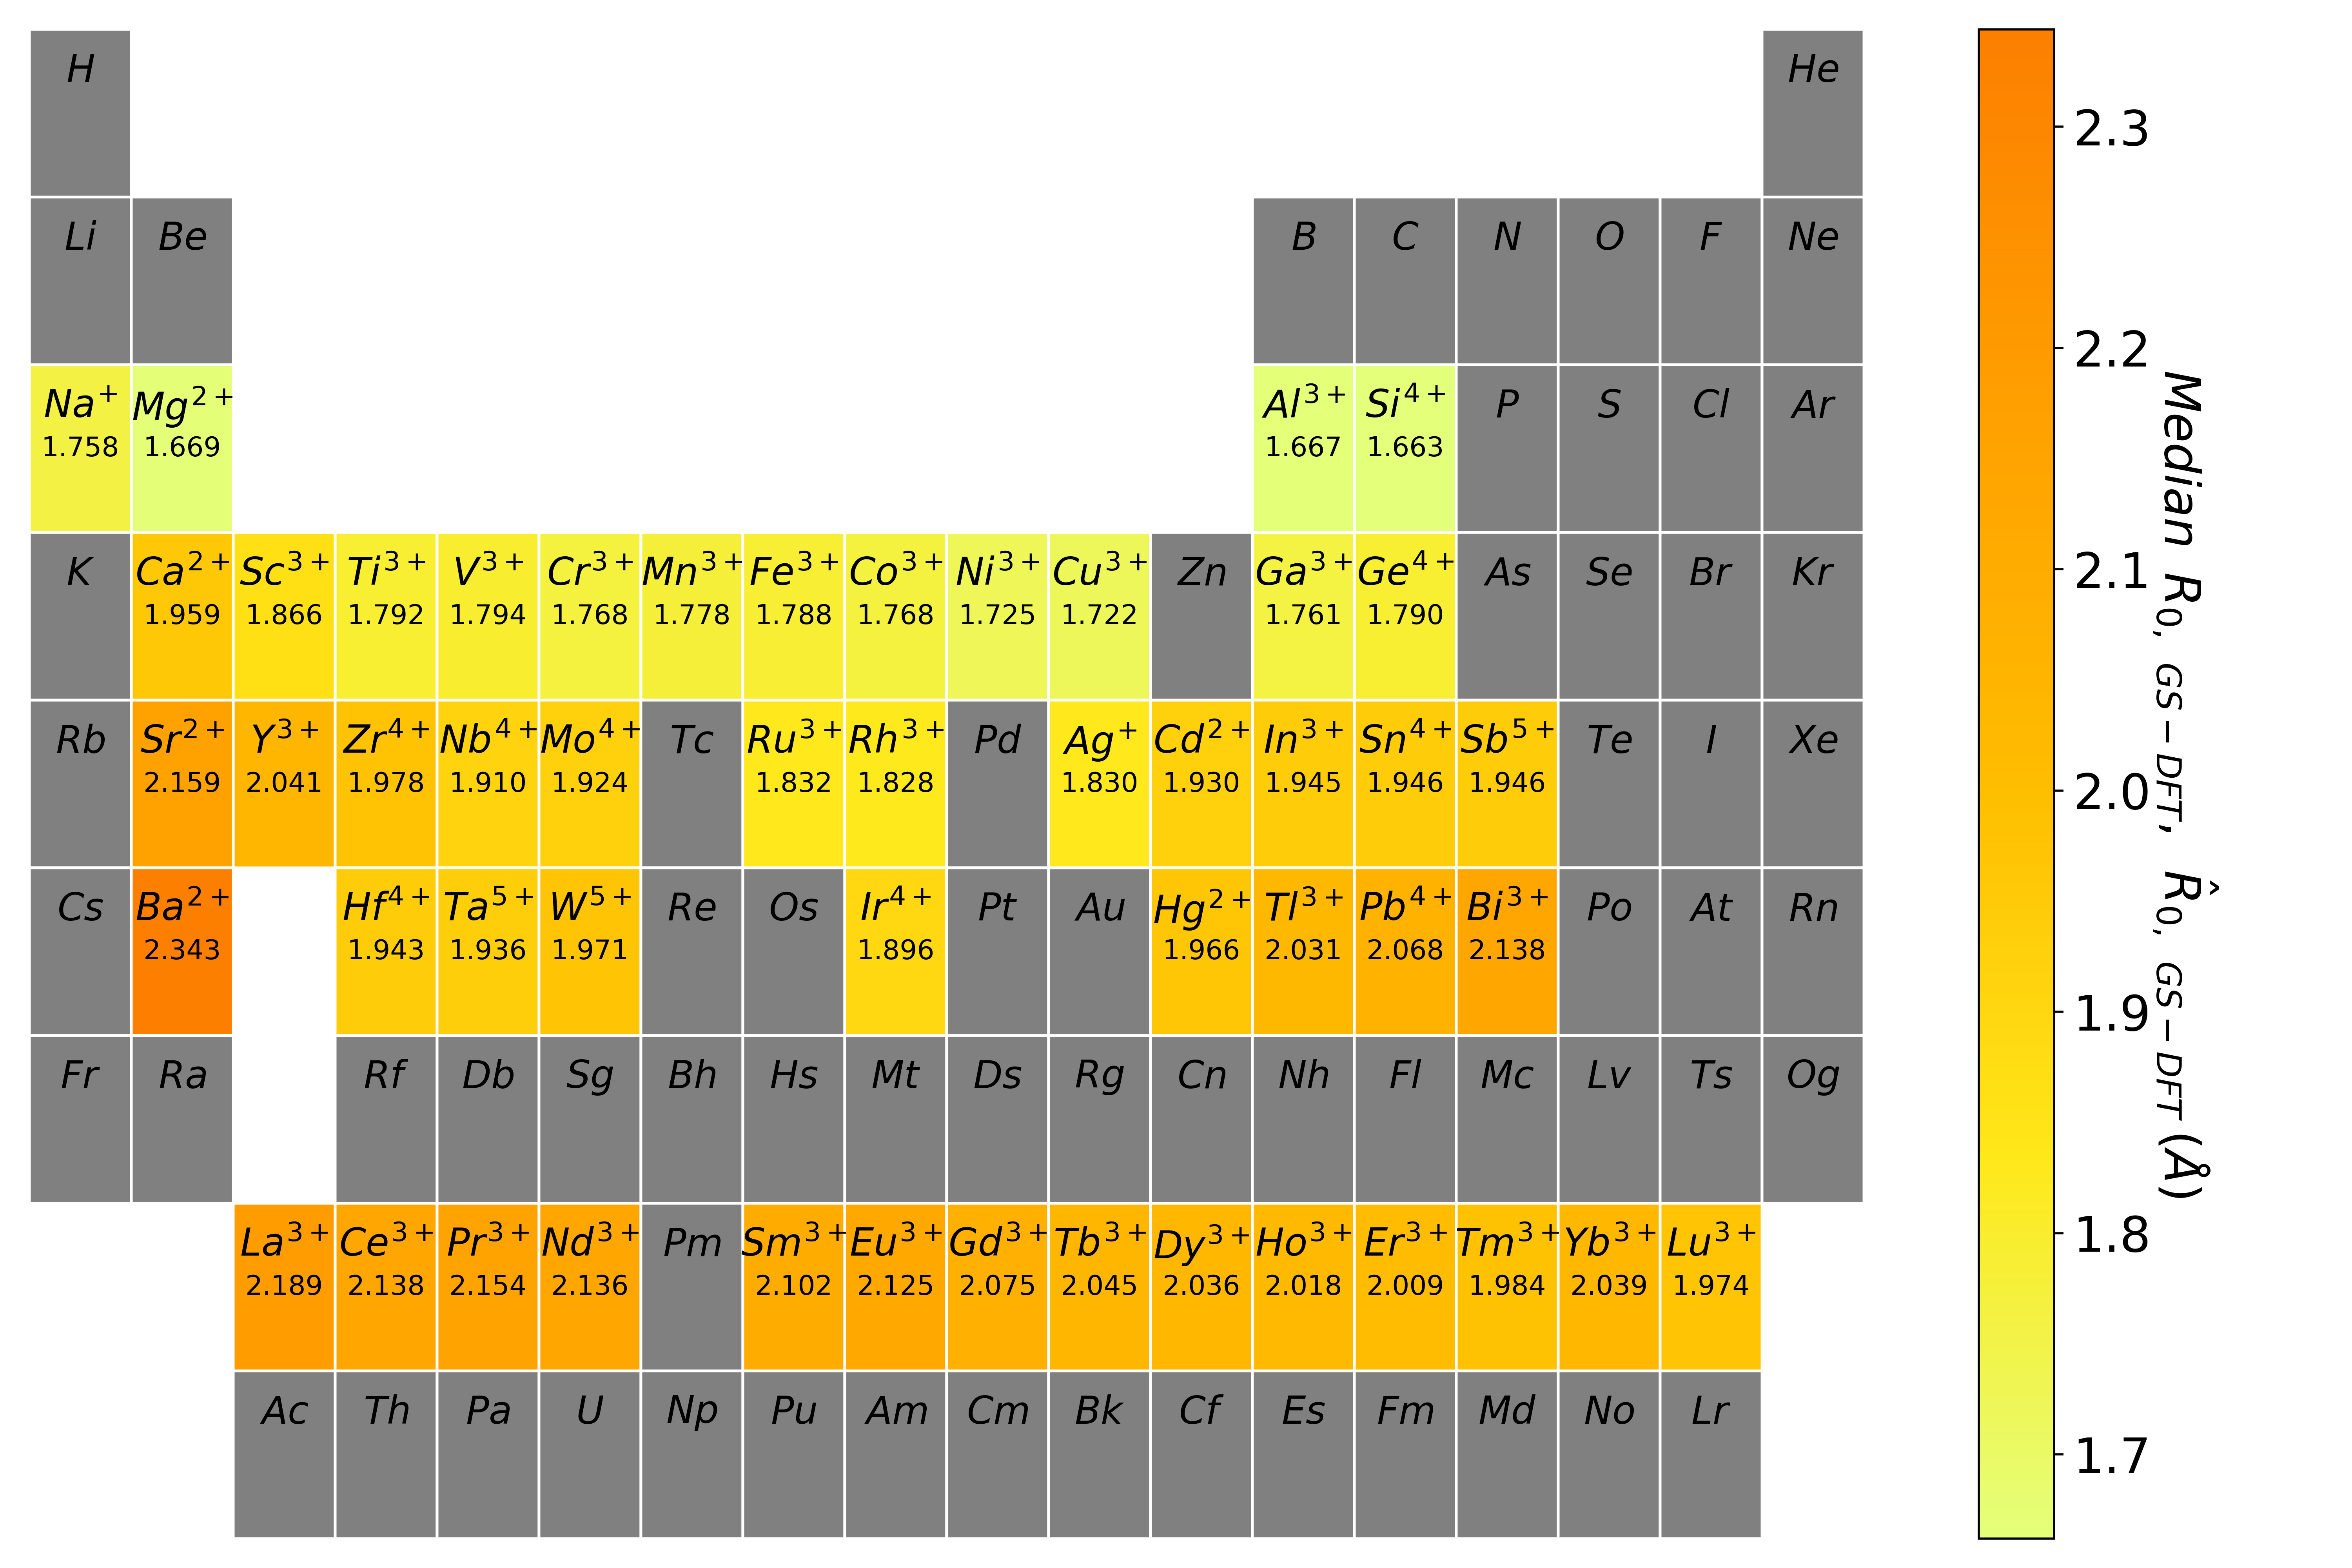 H He
Li Be B C N O F Ne
Na⁺ Mg²⁺ Al³⁺ Si⁴⁺ P S Cl Ar
1.758 1.669 1.667 1.663
K Ca²⁺ Sc³⁺ Ti³⁺ V³⁺ Cr³⁺ Mn³⁺ Fe³⁺ Co³⁺ Ni³⁺ Cu³⁺ Zn Ga³⁺ Ge⁴⁺ As Se Br Kr
1.959 1.866 1.792 1.794 1.768 1.778 1.788 1.768 1.725 1.722 1.761 1.790
Rb Sr²⁺ Y³⁺ Zr⁴⁺ Nb⁴⁺ Mo⁴⁺ Tc Ru³⁺ Rh³⁺ Pd Ag⁺ Cd²⁺ In³⁺ Sn⁴⁺ Sb⁵⁺ Te I Xe
2.159 2.041 1.978 1.910 1.924 1.832 1.828 1.830 1.930 1.945 1.946 1.946
Cs Ba²⁺ Hf⁴⁺ Ta⁵⁺ W⁵⁺ Re Os Ir⁴⁺ Pt Au Hg²⁺ Tl³⁺ Pb⁴⁺ Bi³⁺ Po At Rn
2.343 1.943 1.936 1.971 1.896 1.966 2.031 2.068 2.138
Fr Ra Rf Db Sg Bh Hs Mt Ds Rg Cn Nh Fl Mc Lv Ts Og
La³⁺ Ce³⁺ Pr³⁺ Nd³⁺ Pm Sm³⁺ Eu³⁺ Gd³⁺ Tb³⁺ Dy³⁺ Ho³⁺ Er³⁺ Tm³⁺ Yb³⁺ Lu³⁺
2.189 2.138 2.154 2.136 2.102 2.125 2.075 2.045 2.036 2.018 2.009 1.984 2.039 1.974
Ac Th Pa U Np Pu Am Cm Bk Cf Es Fm Md No Lr
2.3
2.2
2.1
2.0
1.9
1.8
1.7
Median R₀, GS−DFT, R̂₀, GS−DFT (Å)